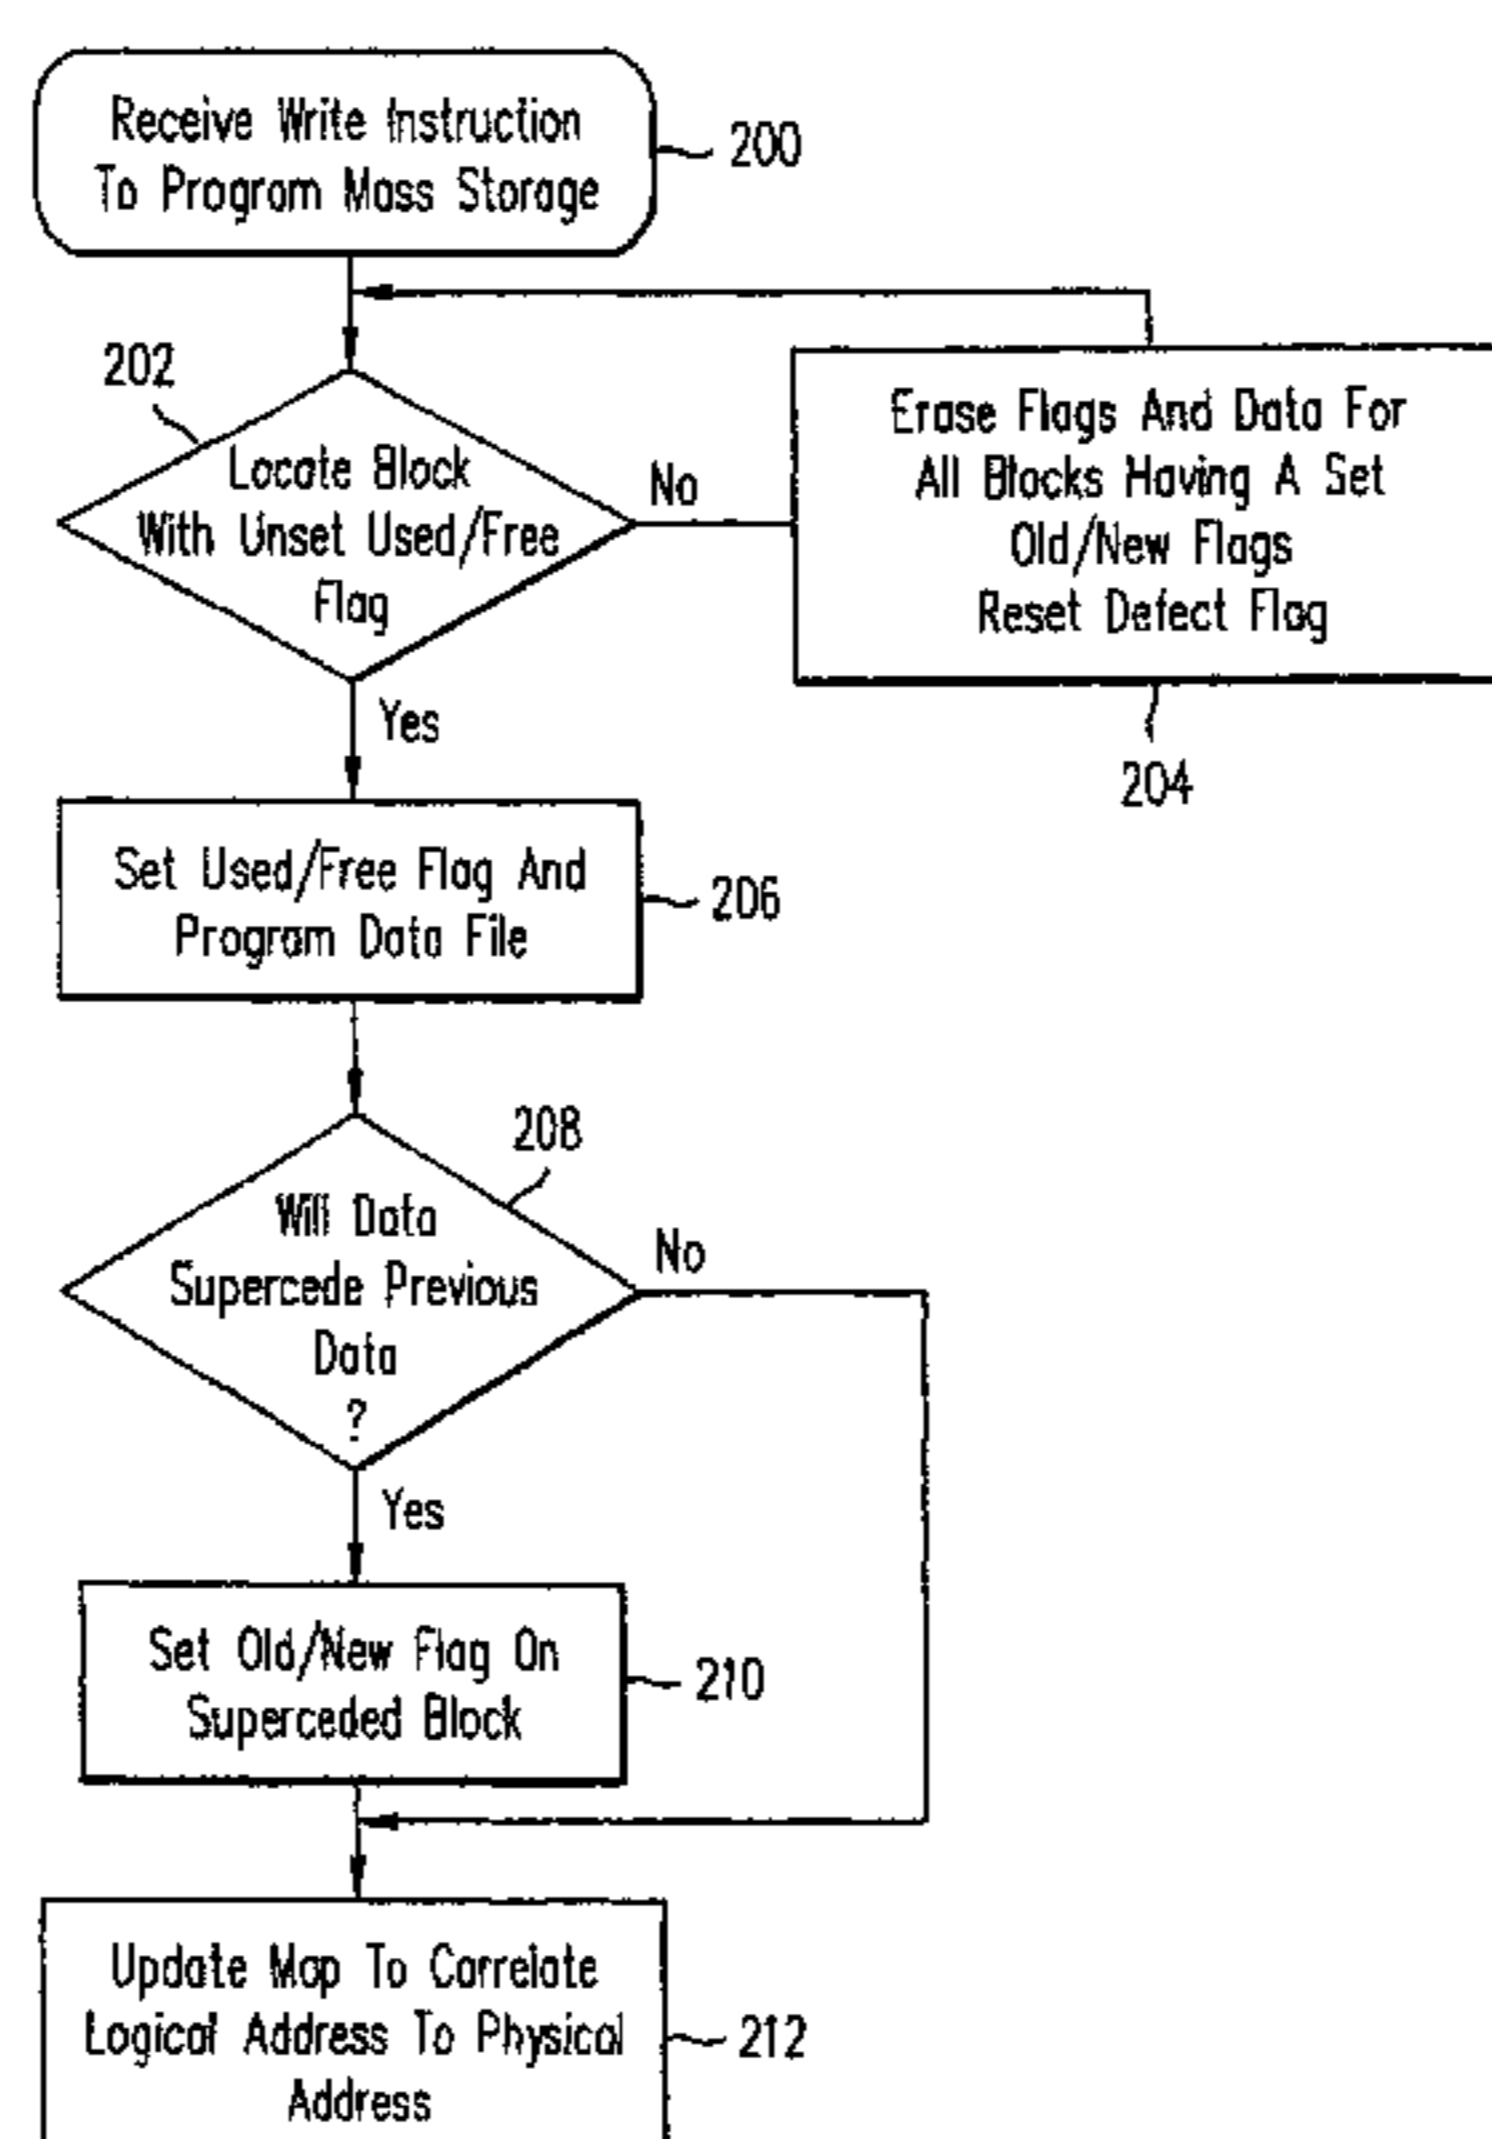 Receive Write Instruction
To Program Mass Storage
200
202
Locate Block
With Unset Used/Free
Flag
No
Erase Flags And Data For
All Blocks Having A Set
Old/New Flags
Reset Defect Flag
204
Yes
Set Used/Free Flag And
Program Data File
206
208
Will Data
Supercede Previous
Data
?
No
Yes
Set Old/New Flag On
Superceded Block
210
Update Map To Correlate
Logical Address To Physical
Address
212